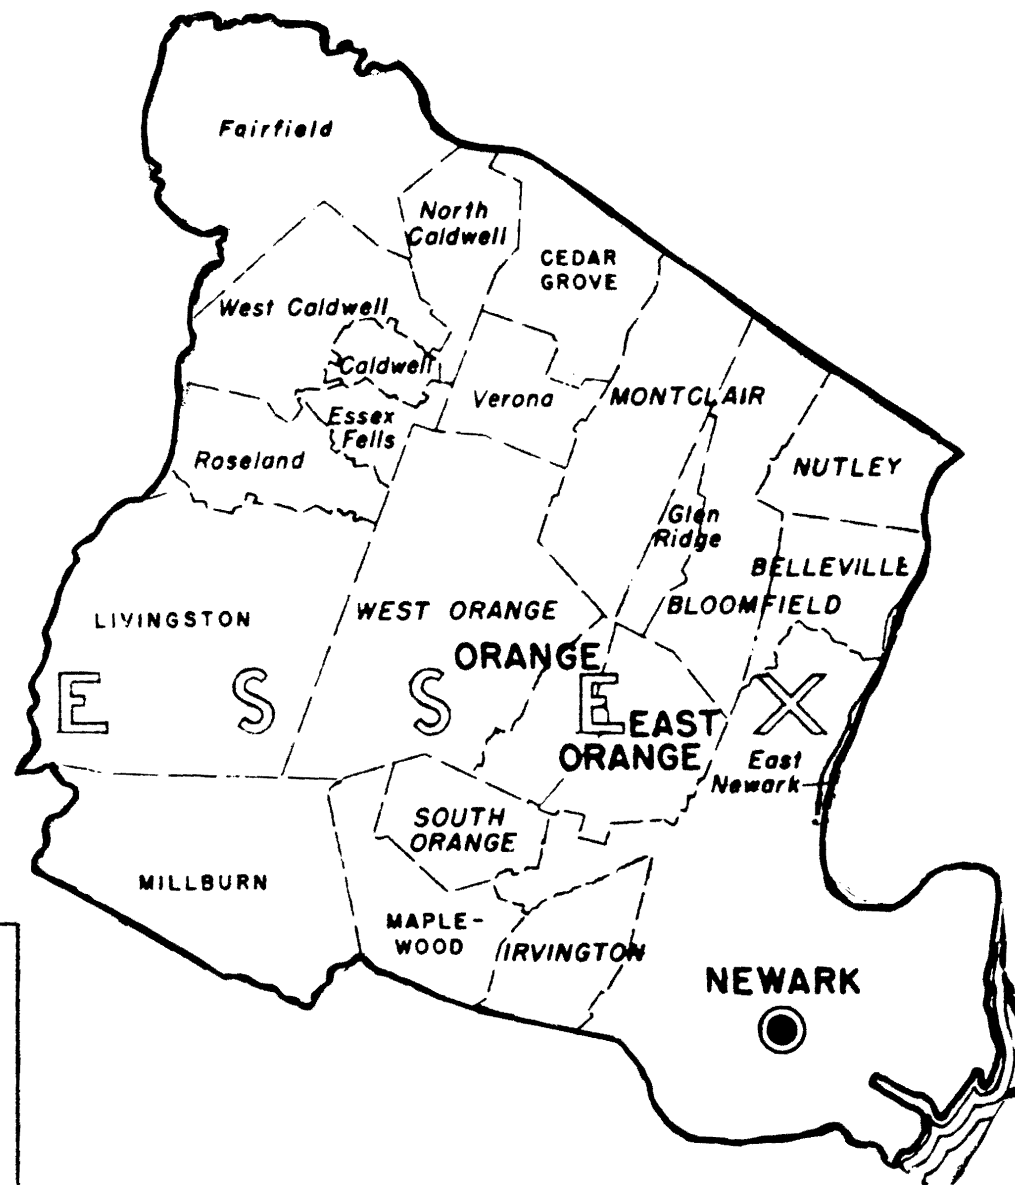 Fairfield
North
Caldwell
CEDAR
GROVE
West Caldwell
Caldwell
Verona
MONTCLAIR
Essex
Fells
Roseland
NUTLEY
Glen
Ridge
BELLEVILLE
BLOOMFIELD
LIVINGSTON
WEST ORANGE
ORANGE
E S S E X
EAST
ORANGE
East
Newark
SOUTH
ORANGE
MILLBURN
MAPLE-
WOOD
IRVINGTON
NEWARK